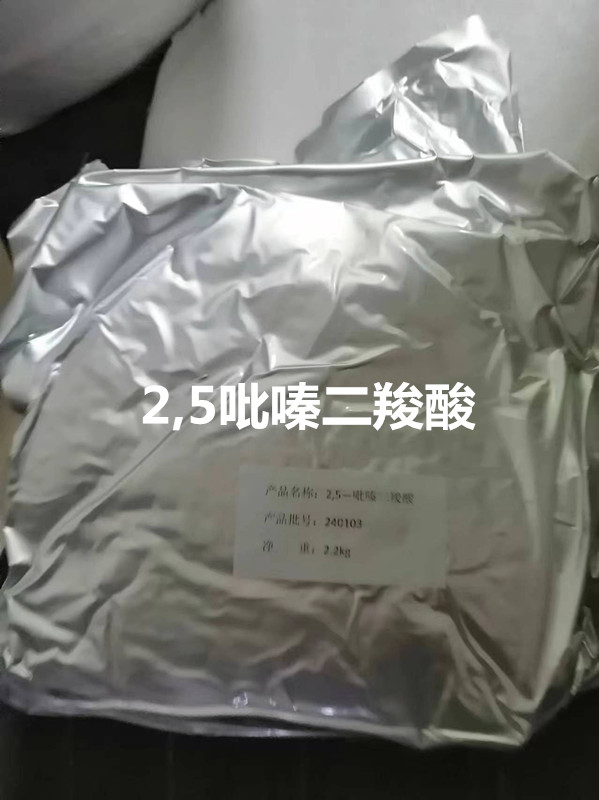 2,5吡嗪二羧酸
产品名称：2,5—吡嗪二羧酸
产品批号：240103
净 重：2.2kg